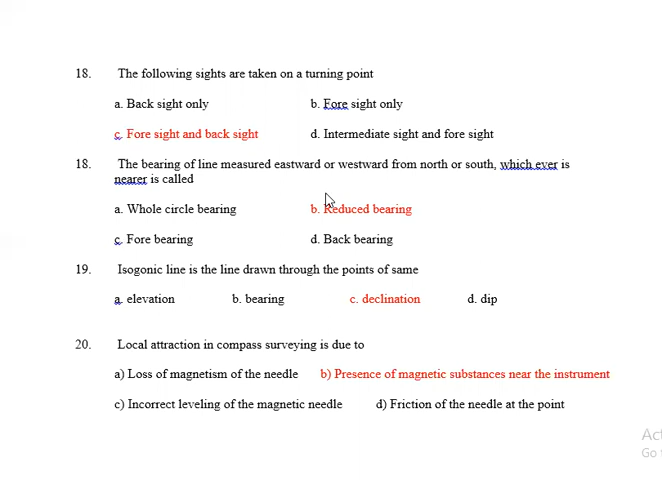 18. The following sights are taken on a turning point
a. Back sight only b. Fore sight only
c. Fore sight and back sight d. Intermediate sight and fore sight
18. The bearing of line measured eastward or westward from north or south, which ever is
nearer is called
a. Whole circle bearing b. Reduced bearing
c. Fore bearing d. Back bearing
19. Isogonic line is the line drawn through the points of same
a. elevation b. bearing c. declination d. dip
20. Local attraction in compass surveying is due to
a) Loss of magnetism of the needle b) Presence of magnetic substances near the instrument
c) Incorrect leveling of the magnetic needle d) Friction of the needle at the point
Go